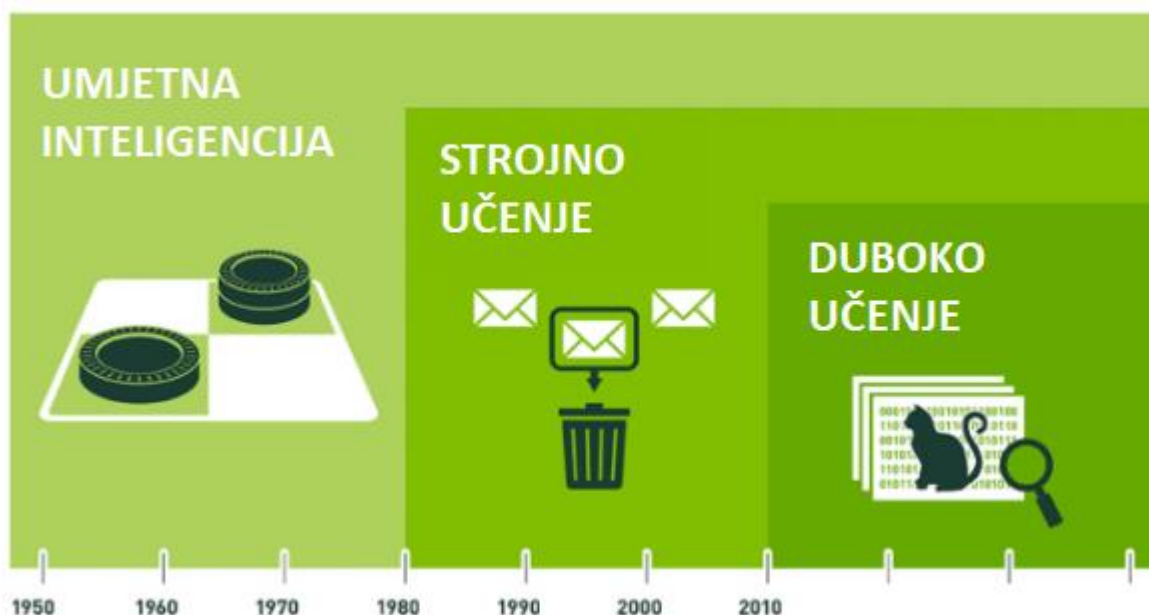 UMJETNA
INTELIGENCIJA
STROJNO
UČENJE
DUBOKO
UČENJE
1950 1960 1970 1980 1990 2000 2010